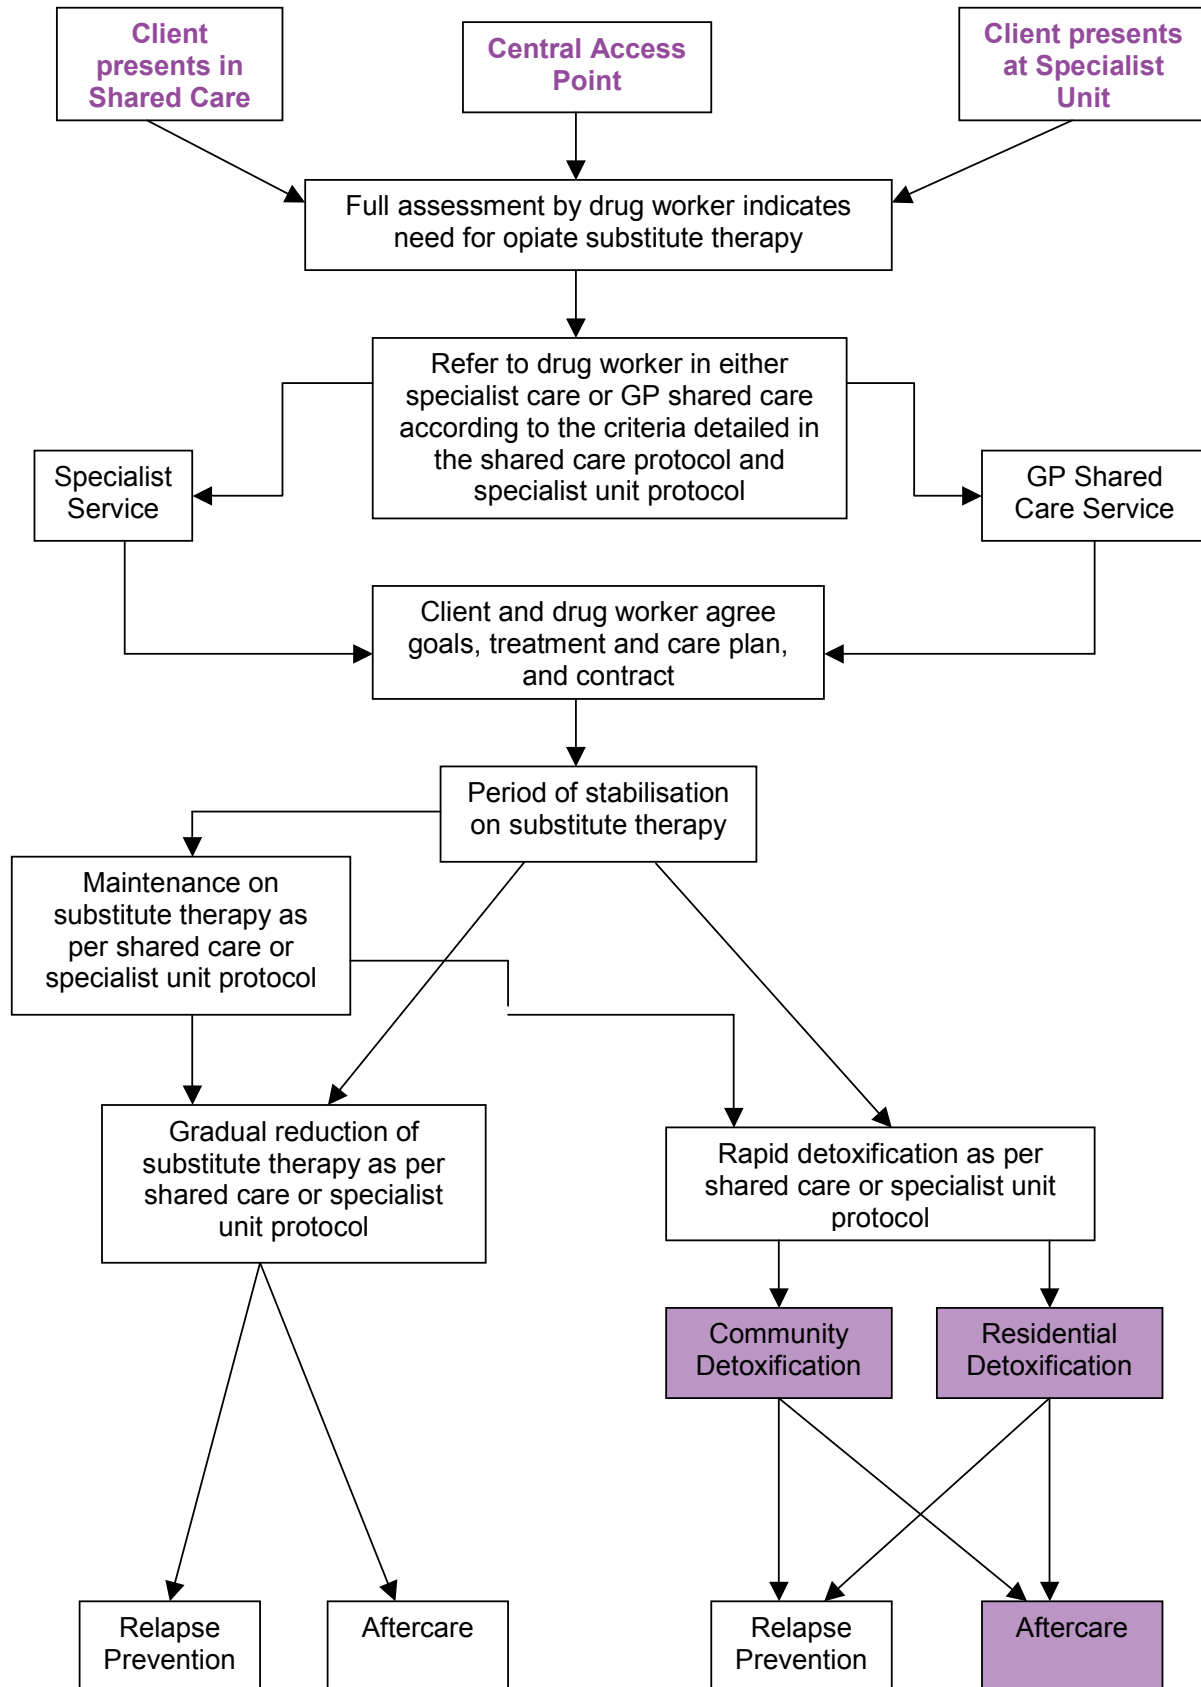 Client
presents in
Shared Care
Central Access
Point
Client presents
at Specialist
Unit
Full assessment by drug worker indicates
need for opiate substitute therapy
Refer to drug worker in either
specialist care or GP shared care
according to the criteria detailed in
the shared care protocol and
specialist unit protocol
Specialist
Service
GP Shared
Care Service
Client and drug worker agree
goals, treatment and care plan,
and contract
Period of stabilisation
on substitute therapy
Maintenance on
substitute therapy as
per shared care or
specialist unit protocol
Gradual reduction of
substitute therapy as per
shared care or specialist
unit protocol
Rapid detoxification as per
shared care or specialist unit
protocol
Community
Detoxification
Residential
Detoxification
Relapse
Prevention
Aftercare
Relapse
Prevention
Aftercare